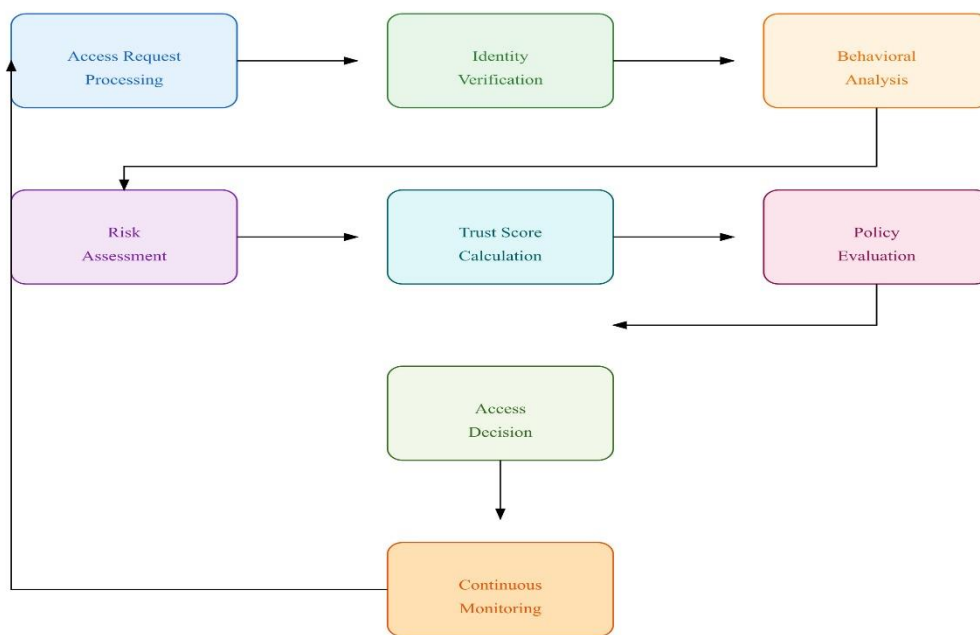 Access Request
Processing
Identity
Verification
Behavioral
Analysis
Risk
Assessment
Trust Score
Calculation
Policy
Evaluation
Access
Decision
Continuous
Monitoring